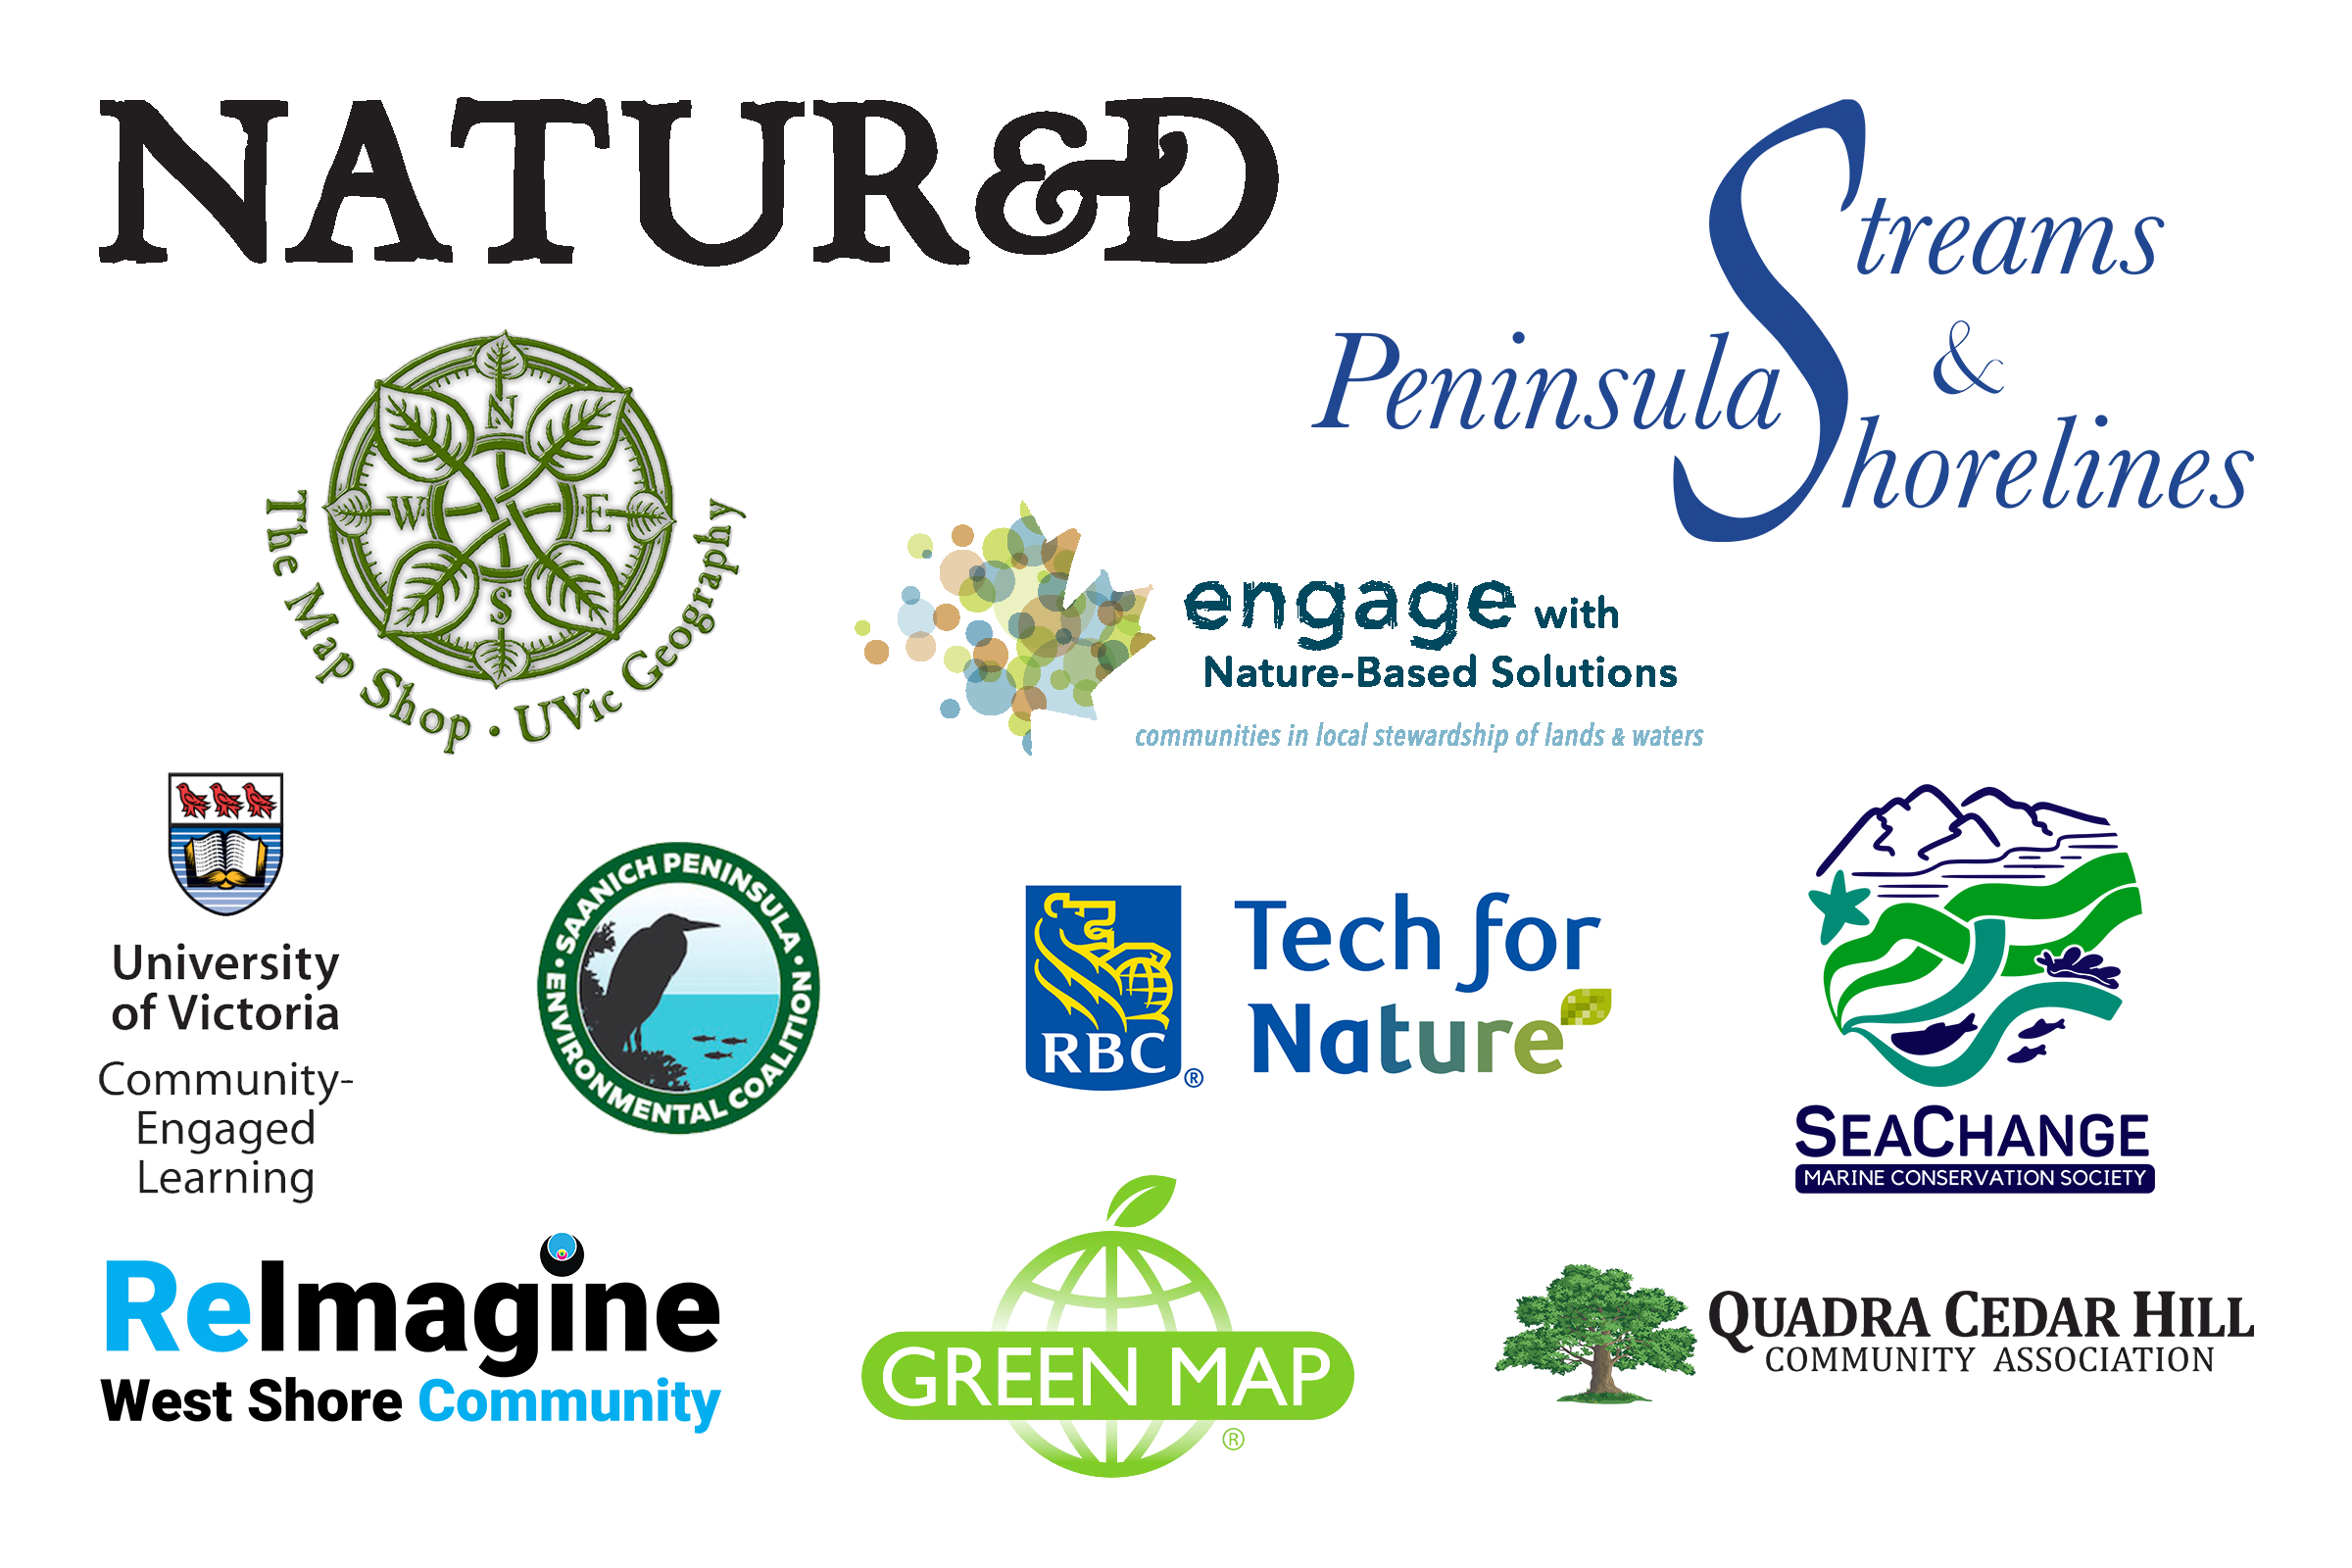 NATUR&D
Streams
&
Peninsula
Shorelines
N
W
E
S
The Map Shop • UVic Geography
engage with
Nature-Based Solutions
communities in local stewardship of lands & waters
University
of Victoria
Community-
Engaged
Learning
SAANICH PENINSULA
• ENVIRONMENTAL COALITION •
RBC
®
Tech for
Nature
SEACHANGE
MARINE CONSERVATION SOCIETY
ReImagine
West Shore Community
GREEN MAP
®
QUADRA CEDAR HILL
COMMUNITY ASSOCIATION